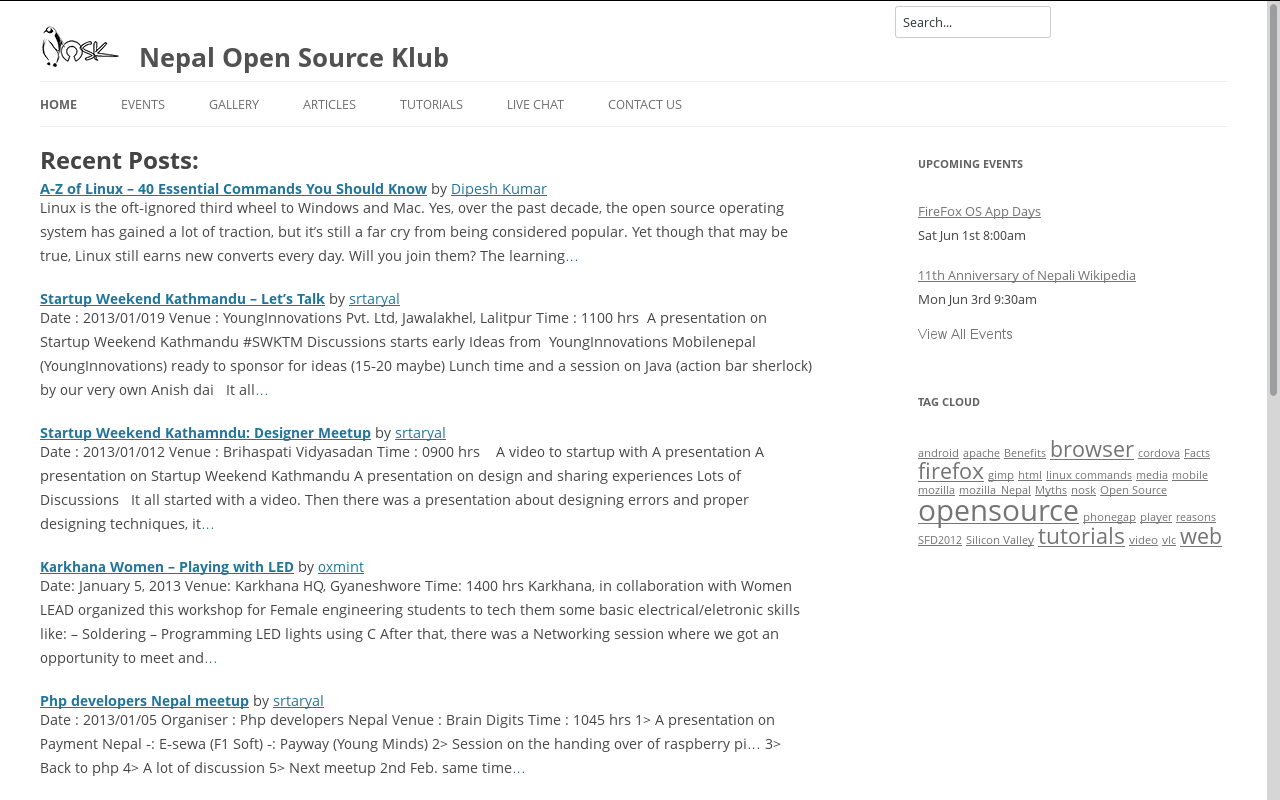 Search...
Nosk
Nepal Open Source Klub
HOME EVENTS GALLERY ARTICLES TUTORIALS LIVE CHAT CONTACT US
Recent Posts:
A-Z of Linux – 40 Essential Commands You Should Know by Dipesh Kumar
Linux is the oft-ignored third wheel to Windows and Mac. Yes, over the past decade, the open source operating
system has gained a lot of traction, but it’s still a far cry from being considered popular. Yet though that may be
true, Linux still earns new converts every day. Will you join them? The learning…
Startup Weekend Kathmandu – Let’s Talk by srtaryal
Date : 2013/01/019 Venue : YoungInnovations Pvt. Ltd, Jawalakhel, Lalitpur Time : 1100 hrs  A presentation on
Startup Weekend Kathmandu #SWKTM Discussions starts early Ideas from  YoungInnovations Mobilenepal
(YoungInnovations) ready to sponsor for ideas (15-20 maybe) Lunch time and a session on Java (action bar sherlock)
by our very own Anish dai   It all…
Startup Weekend Kathamndu: Designer Meetup by srtaryal
Date : 2013/01/012 Venue : Brihaspati Vidyasadan Time : 0900 hrs    A video to startup with A presentation A
presentation on Startup Weekend Kathmandu A presentation on design and sharing experiences Lots of
Discussions   It all started with a video. Then there was a presentation about designing errors and proper
designing techniques, it…
Karkhana Women – Playing with LED by oxmint
Date: January 5, 2013 Venue: Karkhana HQ, Gyaneshwore Time: 1400 hrs Karkhana, in collaboration with Women
LEAD organized this workshop for Female engineering students to tech them some basic electrical/eletronic skills
like: – Soldering – Programming LED lights using C After that, there was a Networking session where we got an
opportunity to meet and…
Php developers Nepal meetup by srtaryal
Date : 2013/01/05 Organiser : Php developers Nepal Venue : Brain Digits Time : 1045 hrs 1> A presentation on
Payment Nepal -: E-sewa (F1 Soft) -: Payway (Young Minds) 2> Session on the handing over of raspberry pi… 3>
Back to php 4> A lot of discussion 5> Next meetup 2nd Feb. same time…
UPCOMING EVENTS
FireFox OS App Days
Sat Jun 1st 8:00am
11th Anniversary of Nepali Wikipedia
Mon Jun 3rd 9:30am
View All Events
TAG CLOUD
android apache Benefits browser cordova Facts
firefox gimp html linux commands media mobile
mozilla mozilla Nepal Myths nosk Open Source
opensource phonegap player reasons
SFD2012 Silicon Valley tutorials video vlc web